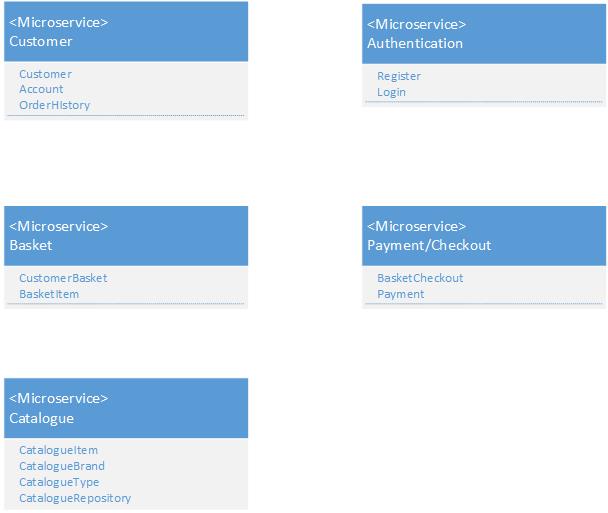 <Microservice>
Customer
Customer
Account
OrderHIstory
<Microservice>
Authentication
Register
Login
<Microservice>
Basket
CustomerBasket
BasketItem
<Microservice>
Payment/Checkout
BasketCheckout
Payment
<Microservice>
Catalogue
CatalogueItem
CatalogueBrand
CatalogueType
CatalogueRepository